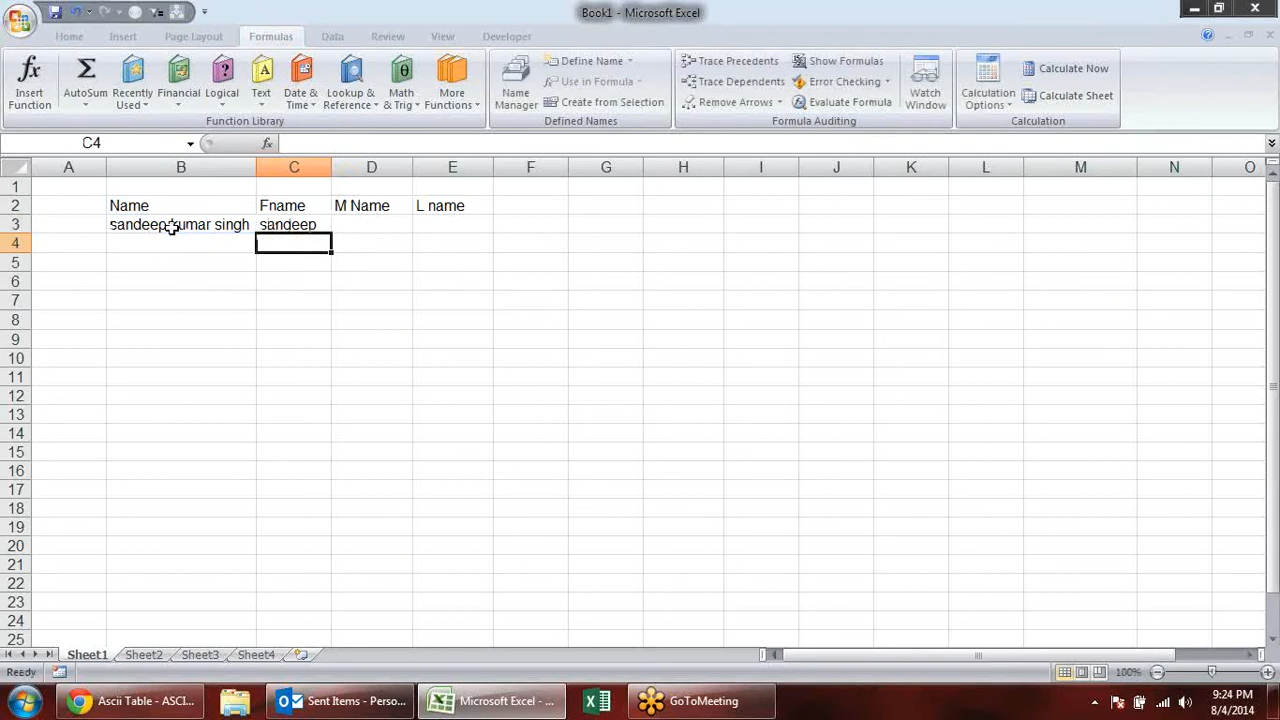 Book1 - Microsoft Excel
Home Insert Page Layout Formulas Data Review View Developer
Insert Function
AutoSum
Recently Used
Financial
Logical
Text
Date & Time
Lookup & Reference
Math & Trig
More Functions
Function Library
Name Manager
Define Name
Use in Formula
Create from Selection
Defined Names
Trace Precedents
Trace Dependents
Remove Arrows
Show Formulas
Error Checking
Evaluate Formula
Formula Auditing
Watch Window
Calculation Options
Calculate Now
Calculate Sheet
Calculation
C4 fx
A B C D E F G H I J K L M N O
1
2 Name Fname M Name L name
3 sandeep kumar singh sandeep
4
5
6
7
8
9
10
11
12
13
14
15
16
17
18
19
20
21
22
23
24
25
Sheet1 Sheet2 Sheet3 Sheet4
Ready 100%
Ascii Table - ASCI... Sent Items - Perso... Microsoft Excel - ... GoToMeeting
9:24 PM
8/4/2014